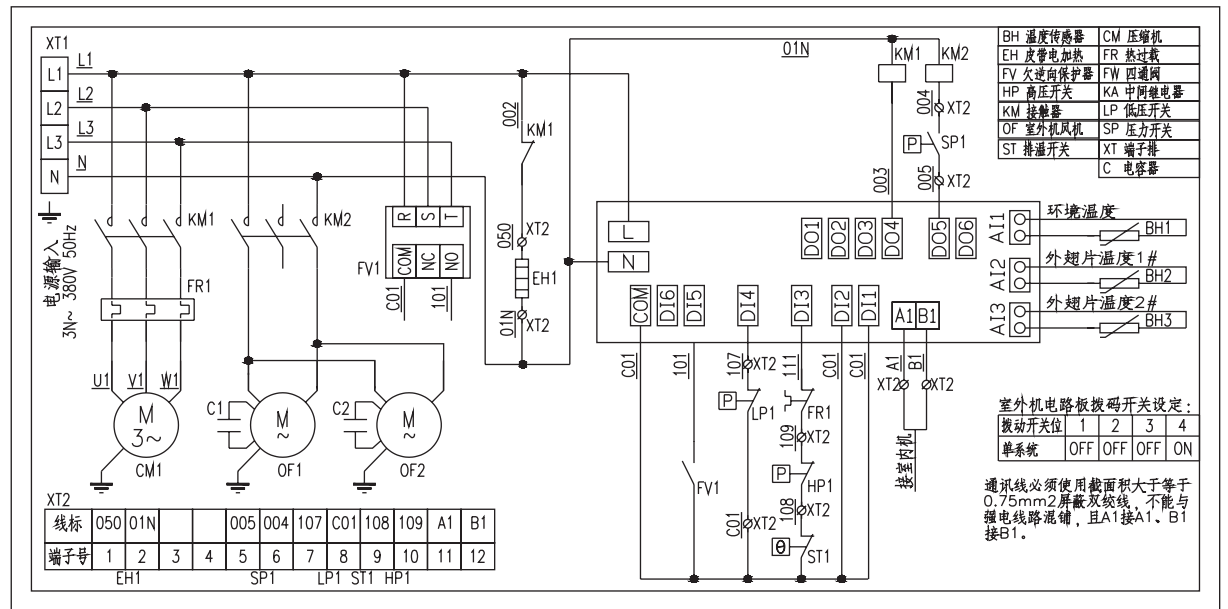 XT1
L1
L1
L2
L2
L3
L3
N
N
电源输入
3N~ 380V 50Hz
KM1
KM2
FR1
U1
V1
W1
M
3~
CM1
C1
M
~
OF1
C2
M
~
OF2
R
S
T
COM
NC
NO
FV1
C01
101
002
KM1
050
XT2
EH1
01N
XT2
01N
KM1
KM2
004
XT2
P
SP1
003
005
XT2
L
N
DO1
DO2
DO3
DO4
DO5
DO6
COM
DI6
DI5
DI4
DI3
DI2
DI1
A1
B1
AI1
环境温度
BH1
AI2
外翅片温度1#
BH2
AI3
外翅片温度2#
BH3
C01
101
107
XT2
111
C01
C01
A1
B1
XT2
XT2
接室内机
P
LP1
FR1
109
XT2
P
HP1
108
XT2
θ
ST1
FV1
C01
XT2
BH 温度传感器 CM 压缩机
EH 皮带电加热 FR 热过载
FV 欠逆向保护器 FW 四通阀
HP 高压开关 KA 中间继电器
KM 接触器 LP 低压开关
OF 室外机风机 SP 压力开关
ST 排温开关 XT 端子排
C 电容器
室外机电路板拨码开关设定:
拨动开关位 1 2 3 4
单系统 OFF OFF OFF ON
通讯线必须使用截面积大于等于
0.75mm2屏蔽双绞线,不能与
强电线路混铺,且A1接A1、B1
接B1。
XT2
线标 050 01N 005 004 107 C01 108 109 A1 B1
端子号 1 2 3 4 5 6 7 8 9 10 11 12
EH1 SP1 LP1 ST1 HP1